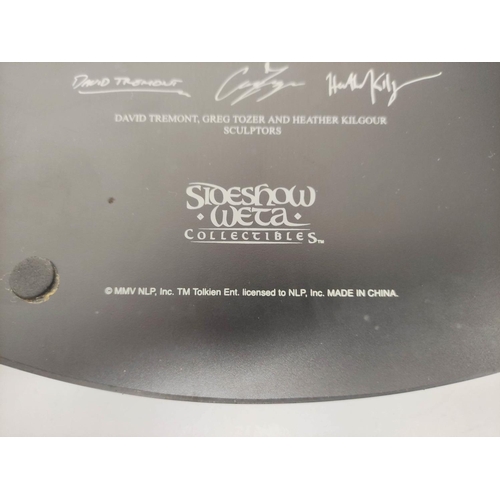 DAVID TREMONT
DAVID TREMONT, GREG TOZER AND HEATHER KILGOUR
SCULPTORS
SIDESHOW
· WETA ·
COLLECTIBLES™
© MMV NLP, Inc. TM Tolkien Ent. licensed to NLP, Inc. MADE IN CHINA.